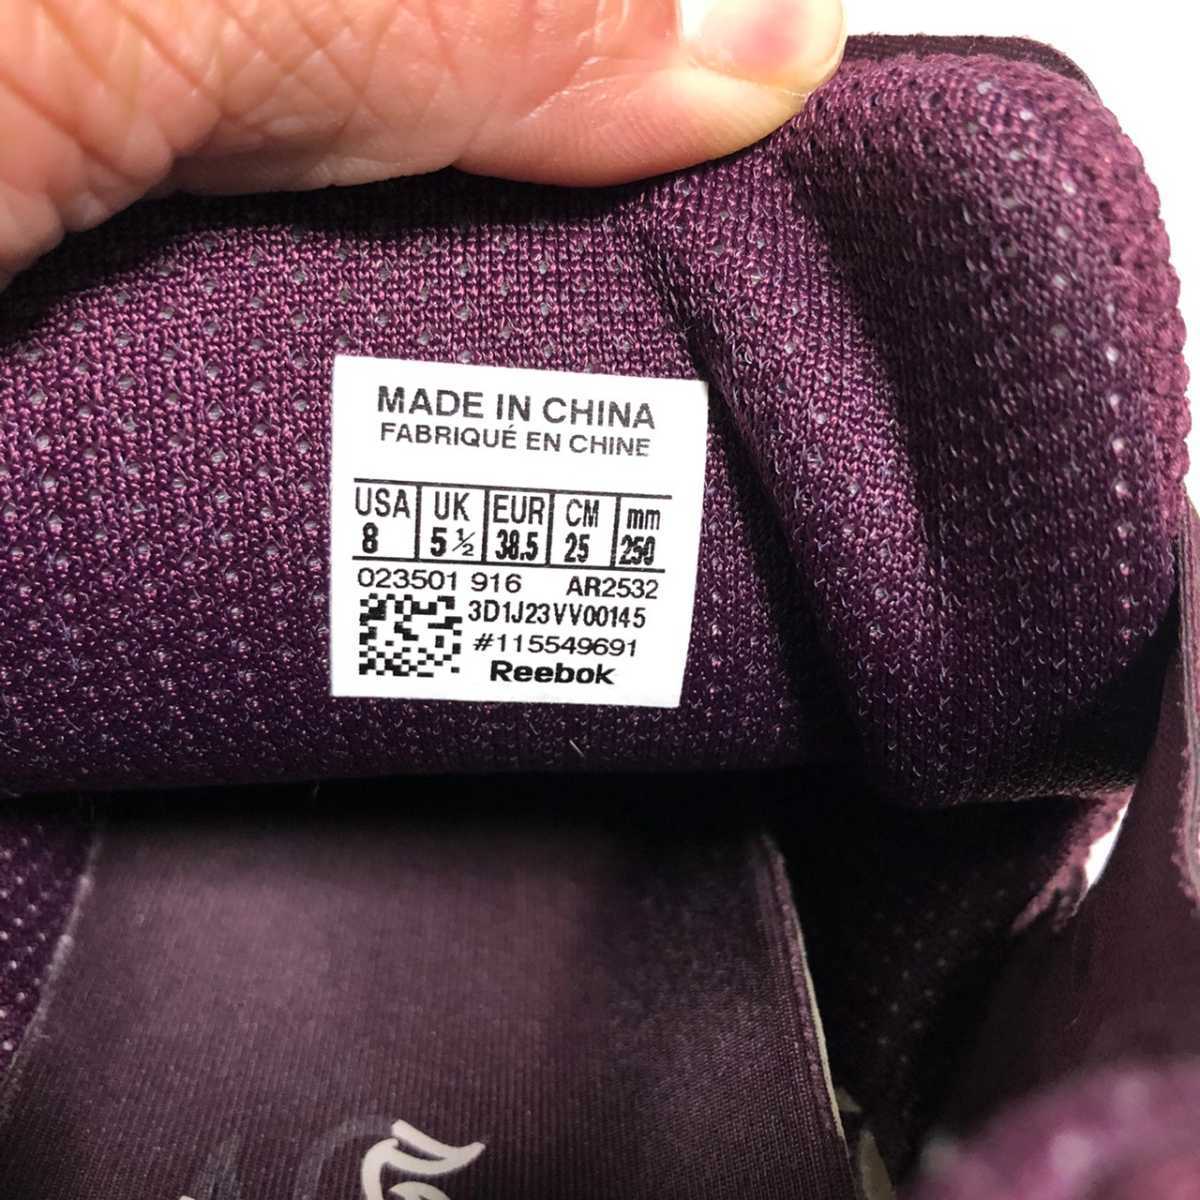 MADE IN CHINA
FABRIQUÉ EN CHINE
USA UK EUR CM mm
8 5 ½ 38.5 25 250
023501 916 AR2532
3D1J23VV00145
#115549691
Reebok